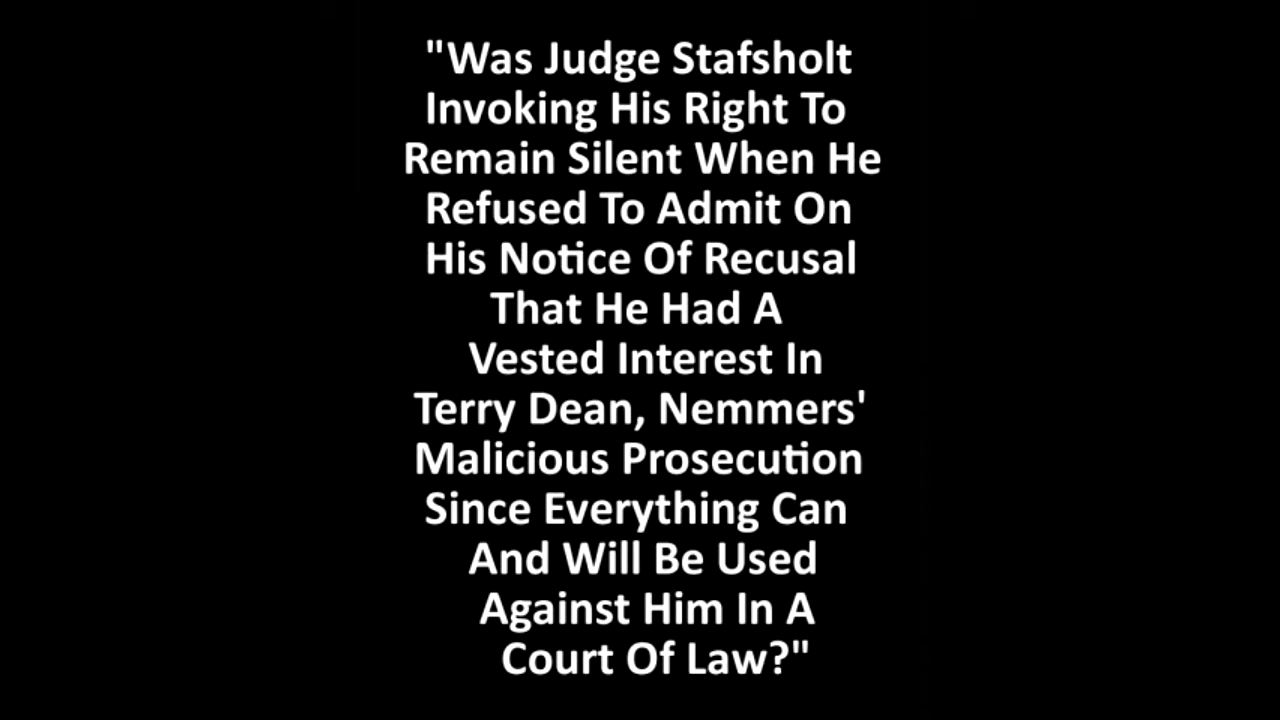 "Was Judge Stafsholt
Invoking His Right To
Remain Silent When He
Refused To Admit On
His Notice Of Recusal
That He Had A
Vested Interest In
Terry Dean, Nemmers'
Malicious Prosecution
Since Everything Can
And Will Be Used
Against Him In A
Court Of Law?"